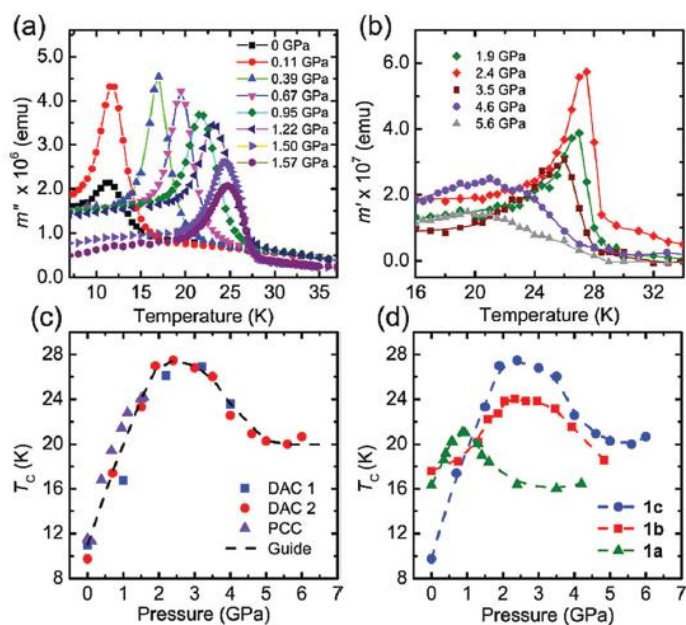 (a)
0 GPa
0.11 GPa
0.39 GPa
0.67 GPa
0.95 GPa
1.22 GPa
1.50 GPa
1.57 GPa
m" x 10⁶ (emu)
5.0
4.0
3.0
2.0
1.0
0.0
10 15 20 25 30 35
Temperature (K)
(b)
1.9 GPa
2.4 GPa
3.5 GPa
4.6 GPa
5.6 GPa
m' x 10⁷ (emu)
6.0
4.0
2.0
0.0
16 20 24 28 32
Temperature (K)
(c)
T_C (K)
28
24
20
16
12
8
DAC 1
DAC 2
PCC
Guide
0 1 2 3 4 5 6 7
Pressure (GPa)
(d)
T_C (K)
28
24
20
16
12
8
1c
1b
1a
0 1 2 3 4 5 6 7
Pressure (GPa)